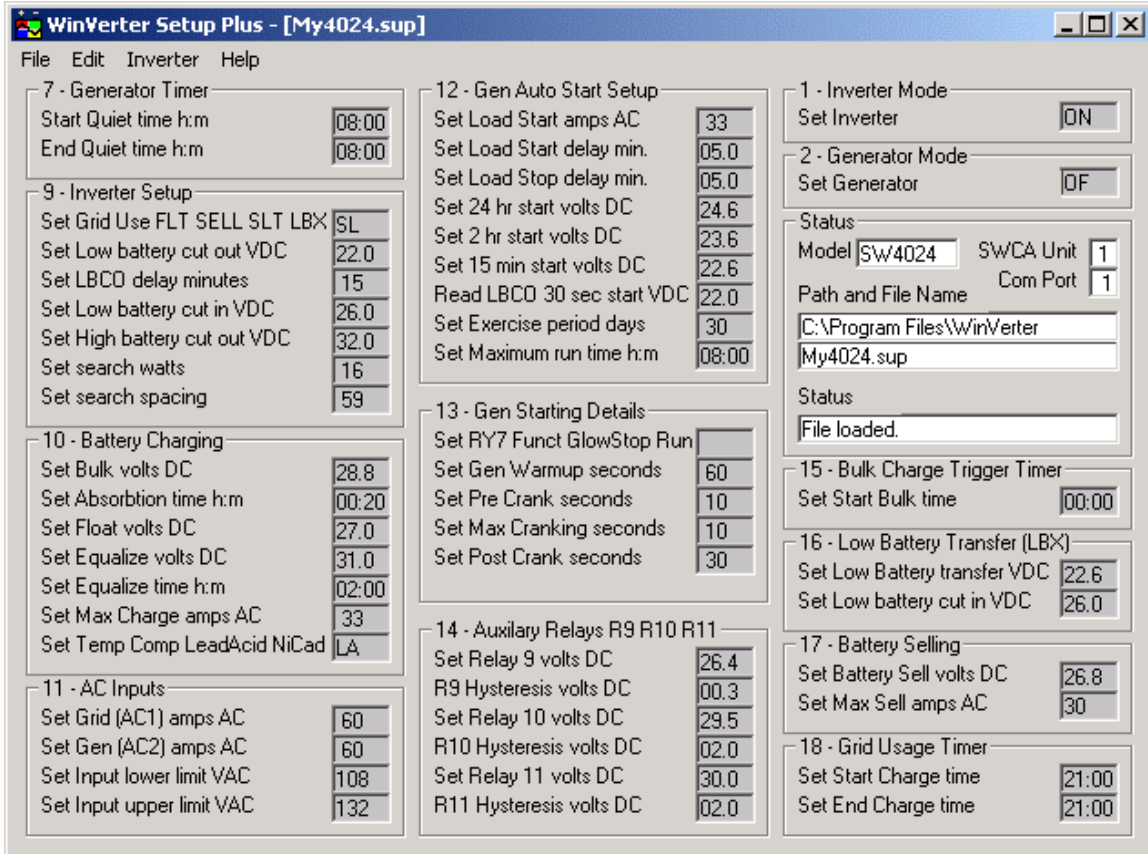 WinVerter Setup Plus - [My4024.sup]
File Edit Inverter Help
7 - Generator Timer
Start Quiet time h:m 08:00
End Quiet time h:m 08:00
9 - Inverter Setup
Set Grid Use FLT SELL SLT LBX SL
Set Low battery cut out VDC 22.0
Set LBCO delay minutes 15
Set Low battery cut in VDC 26.0
Set High battery cut out VDC 32.0
Set search watts 16
Set search spacing 59
10 - Battery Charging
Set Bulk volts DC 28.8
Set Absorbtion time h:m 00:20
Set Float volts DC 27.0
Set Equalize volts DC 31.0
Set Equalize time h:m 02:00
Set Max Charge amps AC 33
Set Temp Comp LeadAcid NiCad LA
11 - AC Inputs
Set Grid (AC1) amps AC 60
Set Gen (AC2) amps AC 60
Set Input lower limit VAC 108
Set Input upper limit VAC 132
12 - Gen Auto Start Setup
Set Load Start amps AC 33
Set Load Start delay min. 05.0
Set Load Stop delay min. 05.0
Set 24 hr start volts DC 24.6
Set 2 hr start volts DC 23.6
Set 15 min start volts DC 22.6
Read LBCO 30 sec start VDC 22.0
Set Exercise period days 30
Set Maximum run time h:m 08:00
13 - Gen Starting Details
Set RY7 Funct GlowStop Run
Set Gen Warmup seconds 60
Set Pre Crank seconds 10
Set Max Cranking seconds 10
Set Post Crank seconds 30
14 - Auxilary Relays R9 R10 R11
Set Relay 9 volts DC 26.4
R9 Hysteresis volts DC 00.3
Set Relay 10 volts DC 29.5
R10 Hysteresis volts DC 02.0
Set Relay 11 volts DC 30.0
R11 Hysteresis volts DC 02.0
1 - Inverter Mode
Set Inverter ON
2 - Generator Mode
Set Generator OF
Status
Model SW4024 SWCA Unit 1
Com Port 1
Path and File Name
C:\Program Files\WinVerter
My4024.sup
Status
File loaded.
15 - Bulk Charge Trigger Timer
Set Start Bulk time 00:00
16 - Low Battery Transfer (LBX)
Set Low Battery transfer VDC 22.6
Set Low battery cut in VDC 26.0
17 - Battery Selling
Set Battery Sell volts DC 26.8
Set Max Sell amps AC 30
18 - Grid Usage Timer
Set Start Charge time 21:00
Set End Charge time 21:00